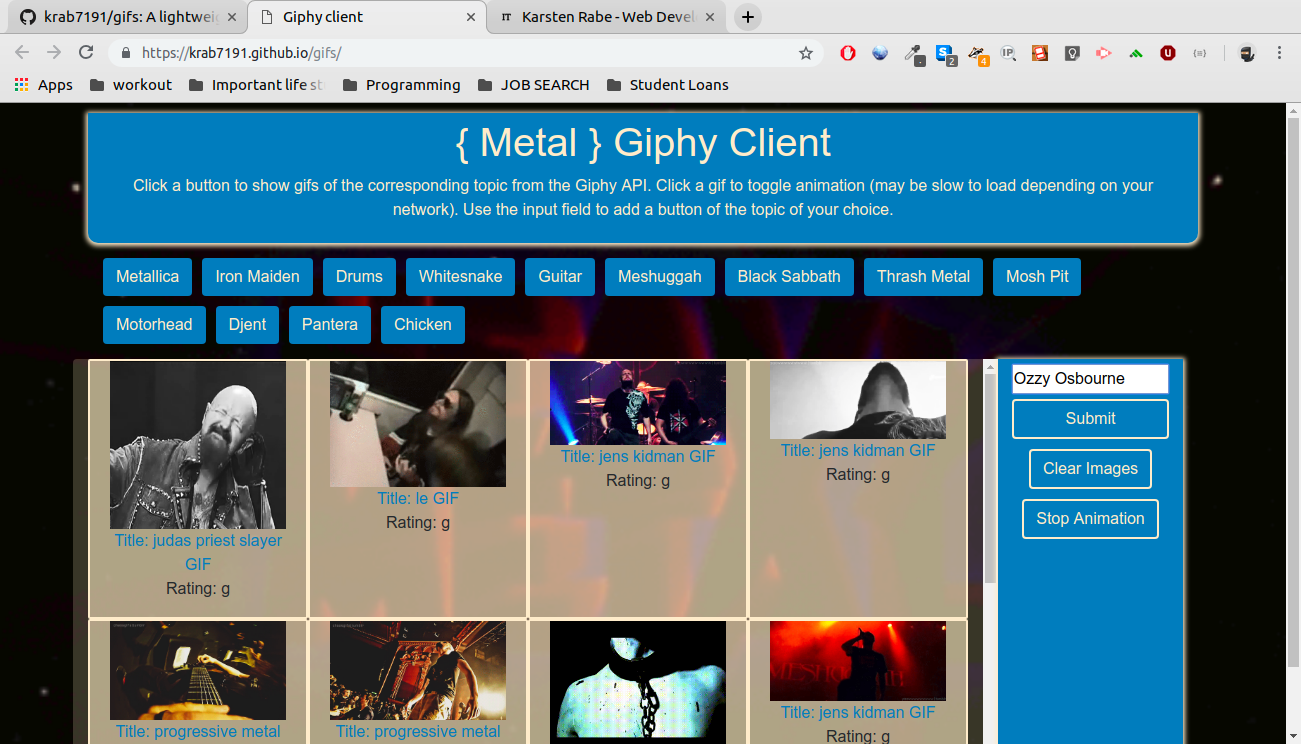 krab7191/gifs: A lightwei
Giphy client
Karsten Rabe - Web Devel
https://krab7191.github.io/gifs/
2
4
IP
Apps
workout
Important life st
Programming
JOB SEARCH
Student Loans
{ Metal } Giphy Client
Click a button to show gifs of the corresponding topic from the Giphy API. Click a gif to toggle animation (may be slow to load depending on your
network). Use the input field to add a button of the topic of your choice.
Metallica
Iron Maiden
Drums
Whitesnake
Guitar
Meshuggah
Black Sabbath
Thrash Metal
Mosh Pit
Motorhead
Djent
Pantera
Chicken
Title: judas priest slayer
GIF
Rating: g
Title: le GIF
Rating: g
Title: jens kidman GIF
Rating: g
Title: jens kidman GIF
Rating: g
Title: progressive metal
Title: progressive metal
Title: jens kidman GIF
Rating: g
Ozzy Osbourne
Submit
Clear Images
Stop Animation